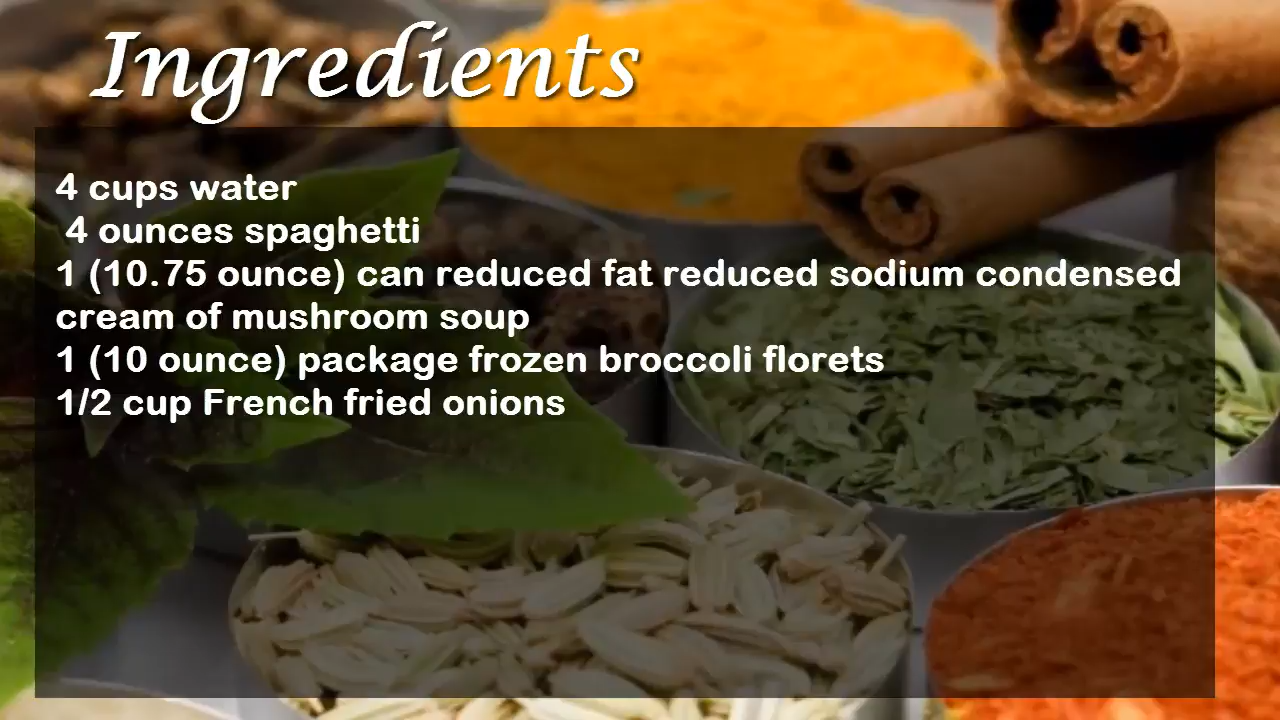 Ingredients
4 cups water
4 ounces spaghetti
1 (10.75 ounce) can reduced fat reduced sodium condensed
cream of mushroom soup
1 (10 ounce) package frozen broccoli florets
1/2 cup French fried onions